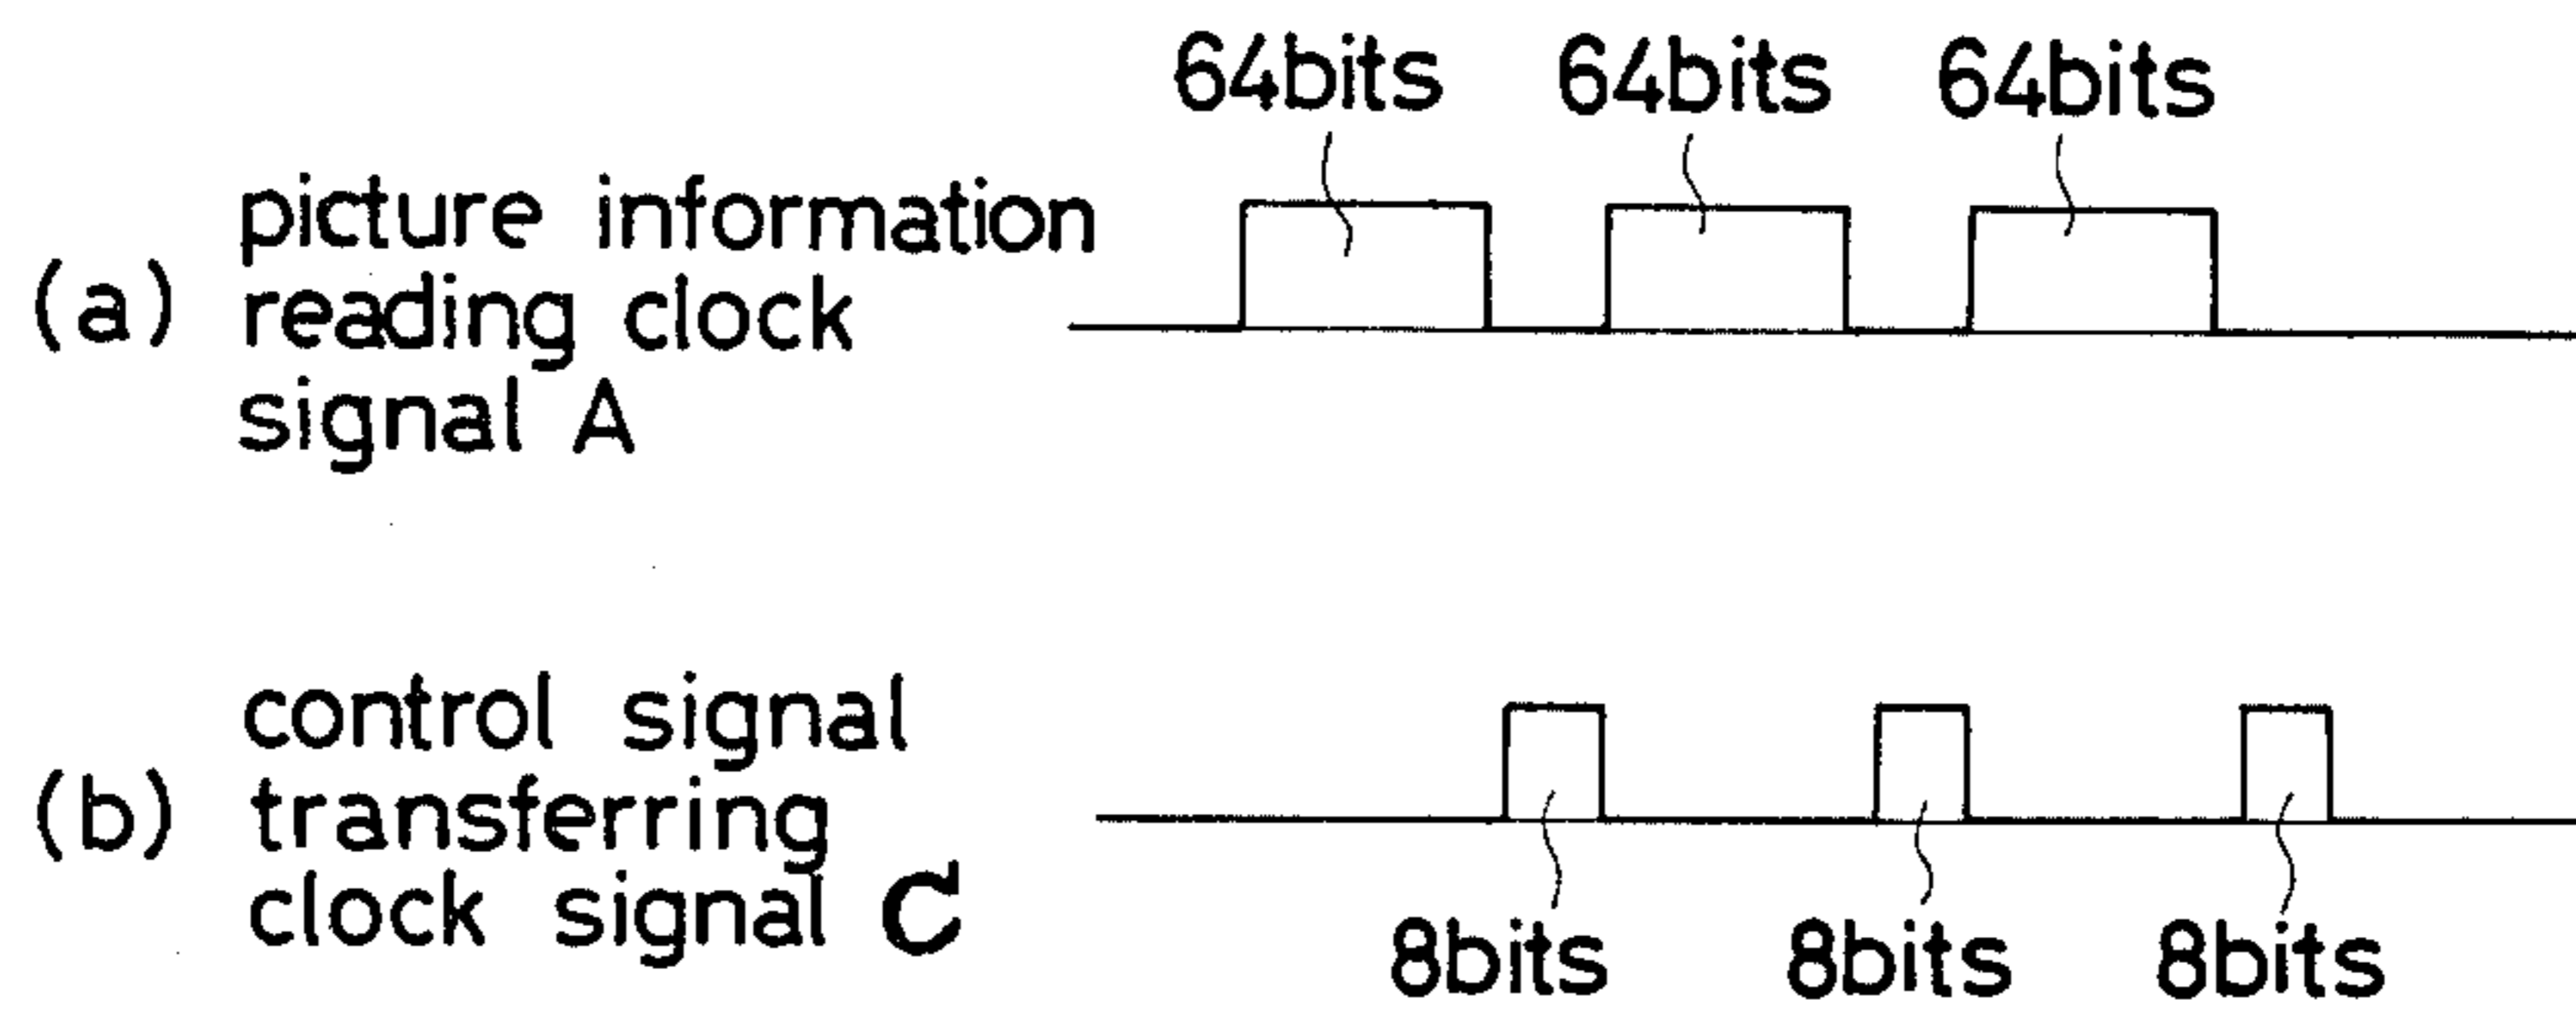 64bits 64bits 64bits
picture information
(a) reading clock
signal A
control signal
(b) transferring
clock signal C
8bits 8bits 8bits